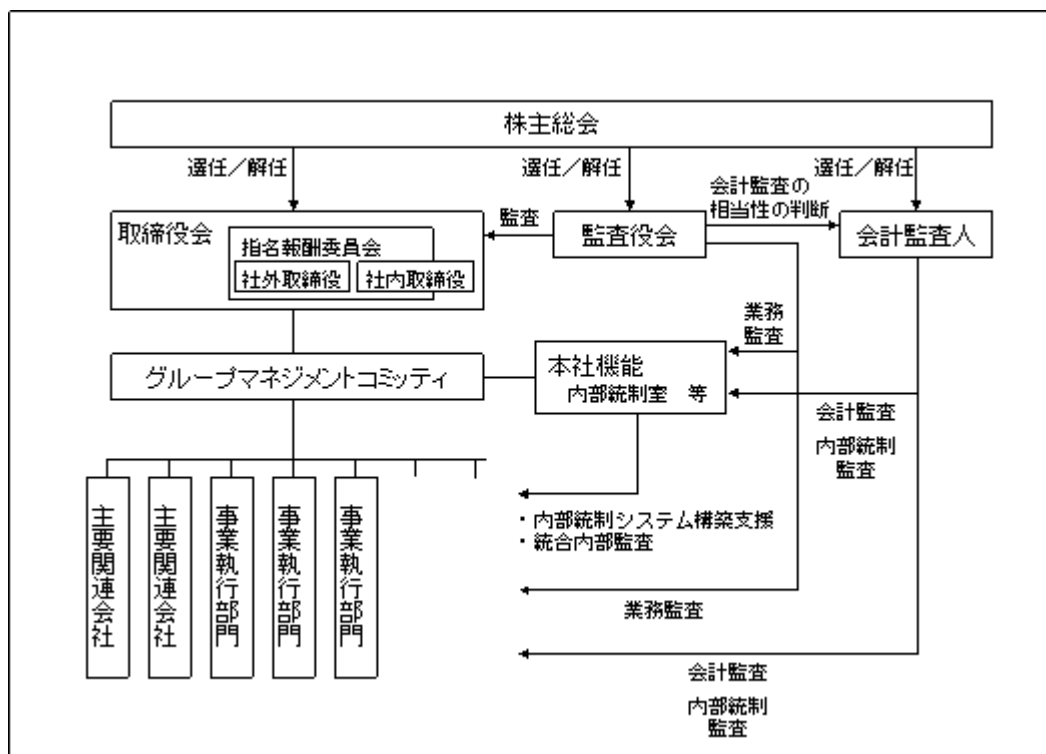 株主総会
選任／解任
選任／解任
選任／解任
会計監査の
相当性の判断
取締役会
指名報酬委員会
社外取締役
社内取締役
監査
監査役会
会計監査人
業務
監査
グループマネジメントコミッティ
本社機能
内部統制室　等
会計監査
内部統制
監査
主要関連会社
主要関連会社
事業執行部門
事業執行部門
事業執行部門
・内部統制システム構築支援
・統合内部監査
業務監査
会計監査
内部統制
監査